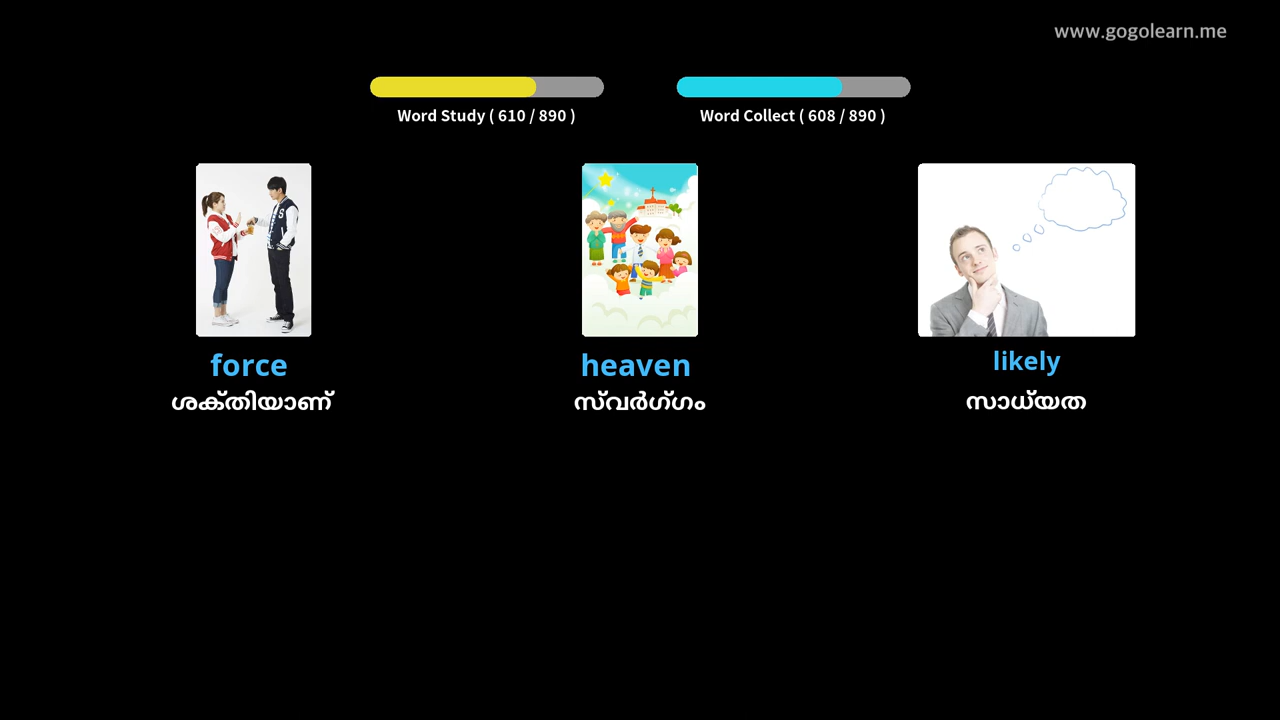 www.gogolearn.me
Word Study ( 610 / 890 )
Word Collect ( 608 / 890 )
force
heaven
likely
ശക്തിയാണ്
സ്വർഗ്ഗം
സാധ്യത